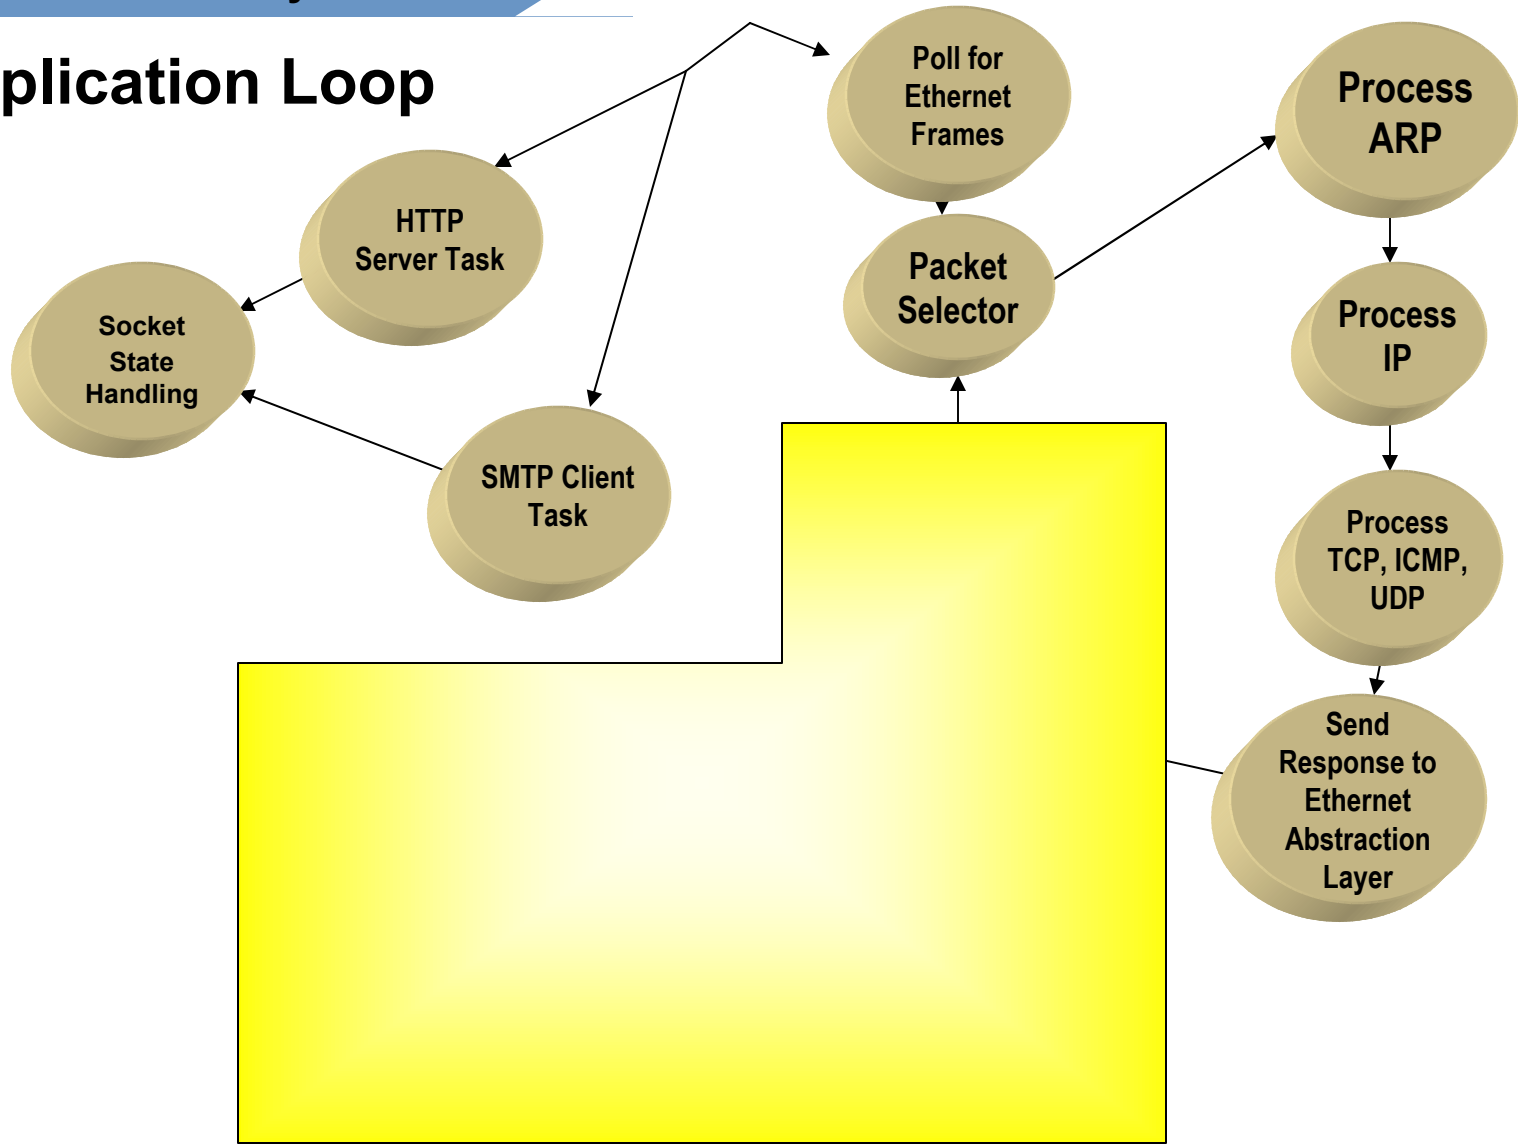 plication Loop
Poll for
Ethernet
Frames
Process
ARP
HTTP
Server Task
Packet
Selector
Socket
State
Handling
Process
IP
SMTP Client
Task
Process
TCP, ICMP,
UDP
Send
Response to
Ethernet
Abstraction
Layer